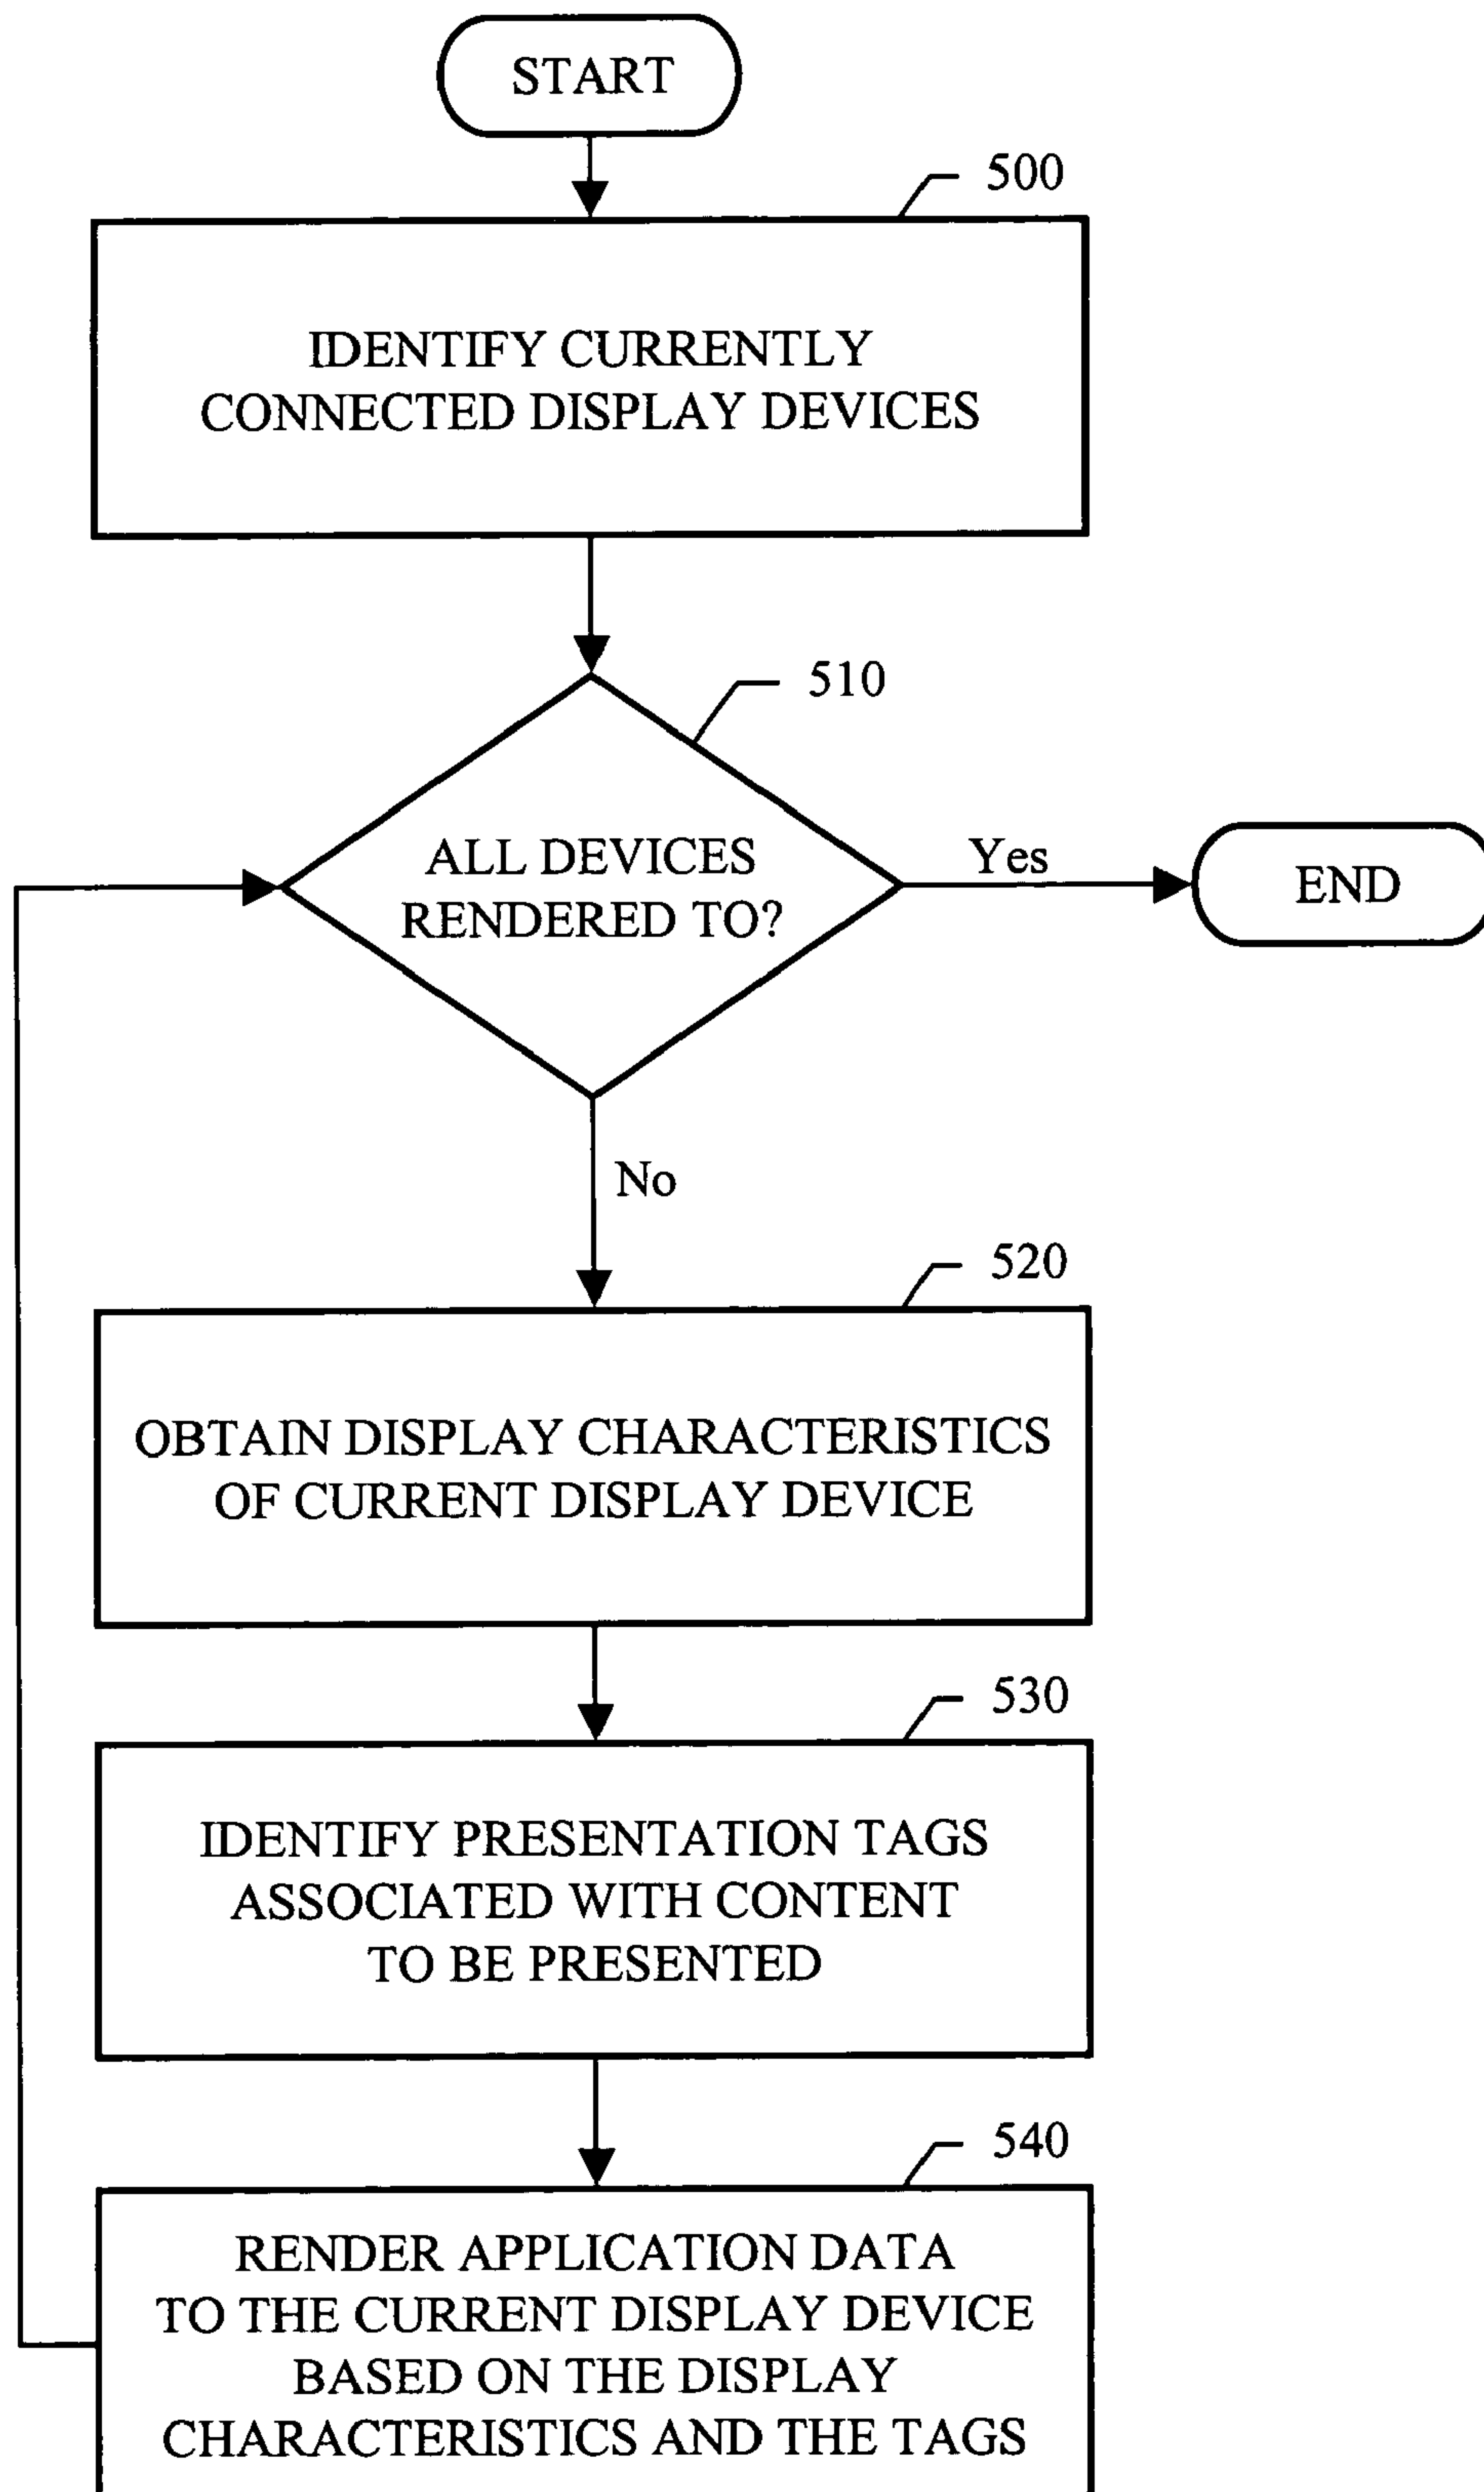 START
500
IDENTIFY CURRENTLY
CONNECTED DISPLAY DEVICES
510
ALL DEVICES
RENDERED TO?
Yes
END
No
520
OBTAIN DISPLAY CHARACTERISTICS
OF CURRENT DISPLAY DEVICE
530
IDENTIFY PRESENTATION TAGS
ASSOCIATED WITH CONTENT
TO BE PRESENTED
540
RENDER APPLICATION DATA
TO THE CURRENT DISPLAY DEVICE
BASED ON THE DISPLAY
CHARACTERISTICS AND THE TAGS